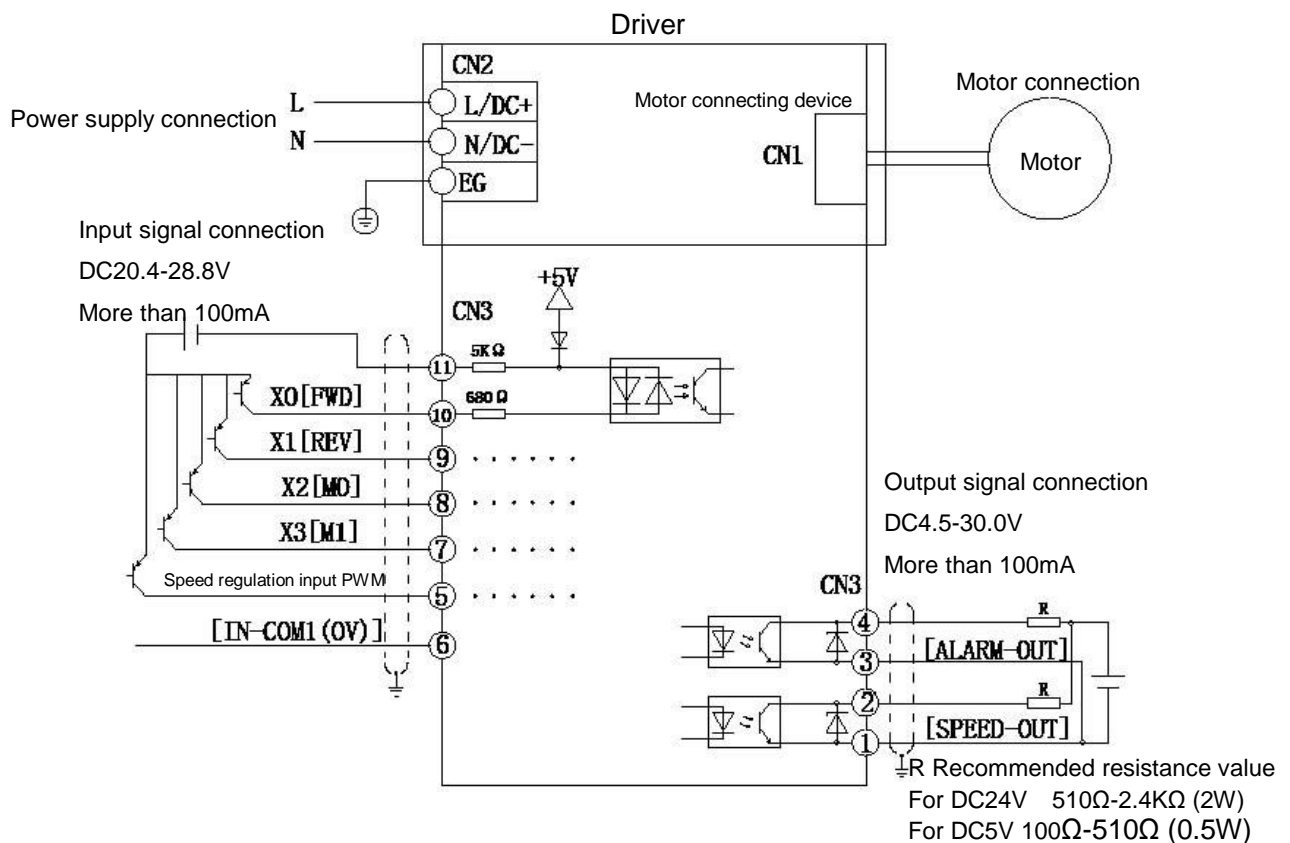 Driver
CN2
L
L/DC+
Power supply connection
N
N/DC-
EG
Motor connecting device
CN1
Motor connection
Motor
Input signal connection
DC20.4-28.8V
More than 100mA
CN3
+5V
11
5KΩ
X0[FWD]
10
680Ω
X1[REV]
9
X2[M0]
8
X3[M1]
7
Speed regulation input PWM
5
[IN-COM1(0V)]
6
Output signal connection
DC4.5-30.0V
More than 100mA
CN3
4
R
[ALARM-OUT]
3
2
R
[SPEED-OUT]
1
R Recommended resistance value
For DC24V 510Ω-2.4KΩ (2W)
For DC5V 100Ω-510Ω (0.5W)